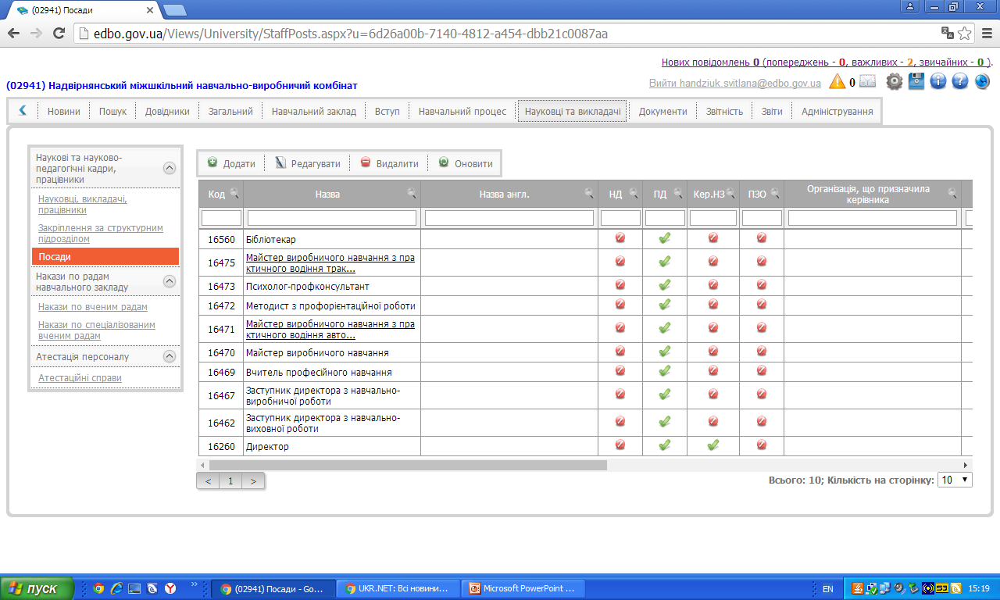 (02941) Посади
edbo.gov.ua/Views/University/StaffPosts.aspx?u=6d26a00b-7140-4812-a454-dbb21c0087aa
Нових повідомлень 0 (попереджень - 0, важливих - 2, звичайних - 0 ).
(02941) Надвірнянський міжшкільний навчально-виробничий комбінат
Вийти handziuk.svitlana@edbo.gov.ua 0
Новини Пошук Довідники Загальний Навчальний заклад Вступ Навчальний процес Науковці та викладачі Документи Звітність Звіти Адміністрування
Наукові та науково-
педагогічні кадри,
працівники
Науковці, викладачі,
працівники
Закріплення за структурним
підрозділом
Посади
Накази по радам
навчального закладу
Накази по вченим радам
Накази по спеціалізованим
вченим радам
Атестація персоналу
Атестаційні справи
Додати Редагувати Видалити Оновити
Код Назва Назва англ. НД ПД Кер.НЗ ПЗО Організація, що призначила
керівника
16560 Бібліотекар
16475 Майстер виробничого навчання з пра
ктичного водіння трак...
16473 Психолог-профконсультант
16472 Методист з профорієнтаційної роботи
16471 Майстер виробничого навчання з пра
ктичного водіння авто...
16470 Майстер виробничого навчання
16469 Вчитель професійного навчання
16467 Заступник директора з навчально-
виробничої роботи
16462 Заступник директора з навчально-
виховної роботи
16260 Директор
< 1 >
Всього: 10; Кількість на сторінку: 10
пуск
(02941) Посади - Go...
UKR.NET: Всі новини...
Microsoft PowerPoint ...
EN
15:19